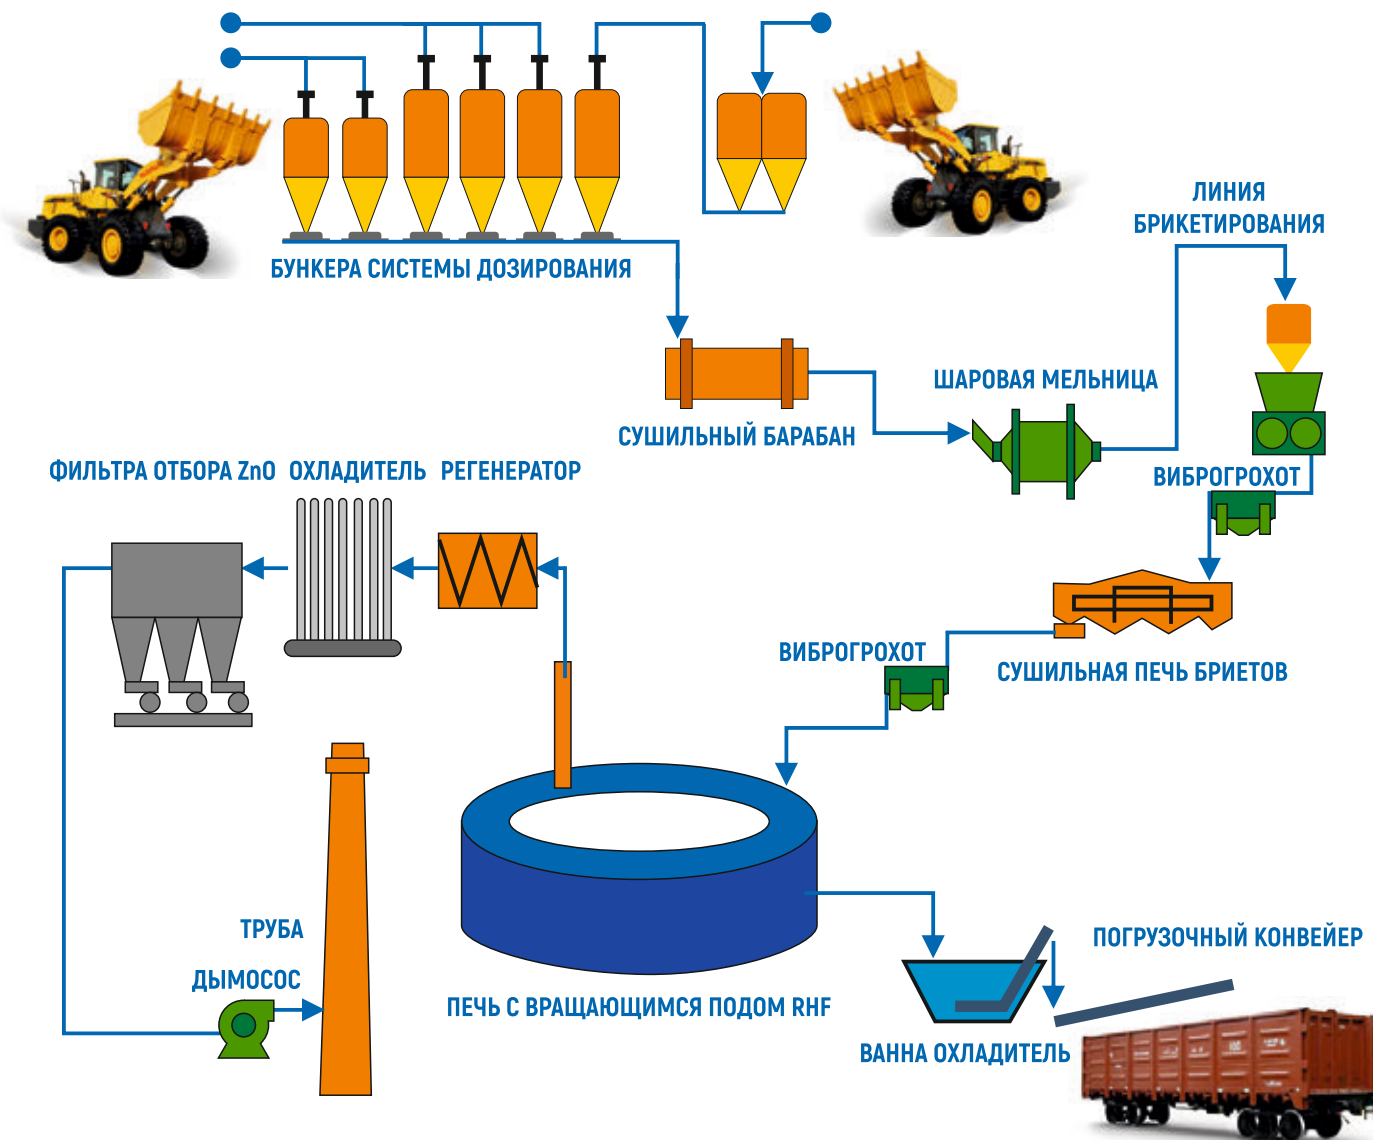 ЛИНИЯ
БРИКЕТИРОВАНИЯ
БУНКЕРА СИСТЕМЫ ДОЗИРОВАНИЯ
ШАРОВАЯ МЕЛЬНИЦА
СУШИЛЬНЫЙ БАРАБАН
ФИЛЬТРА ОТБОРА ZnO
ОХЛАДИТЕЛЬ
РЕГЕНЕРАТОР
ВИБРОГРОХОТ
ВИБРОГРОХОТ
СУШИЛЬНАЯ ПЕЧЬ БРИЕТОВ
ТРУБА
ПОГРУЗОЧНЫЙ КОНВЕЙЕР
ДЫМОСОС
ПЕЧЬ С ВРАЩАЮЩИМСЯ ПОДОМ RHF
ВАННА ОХЛАДИТЕЛЬ